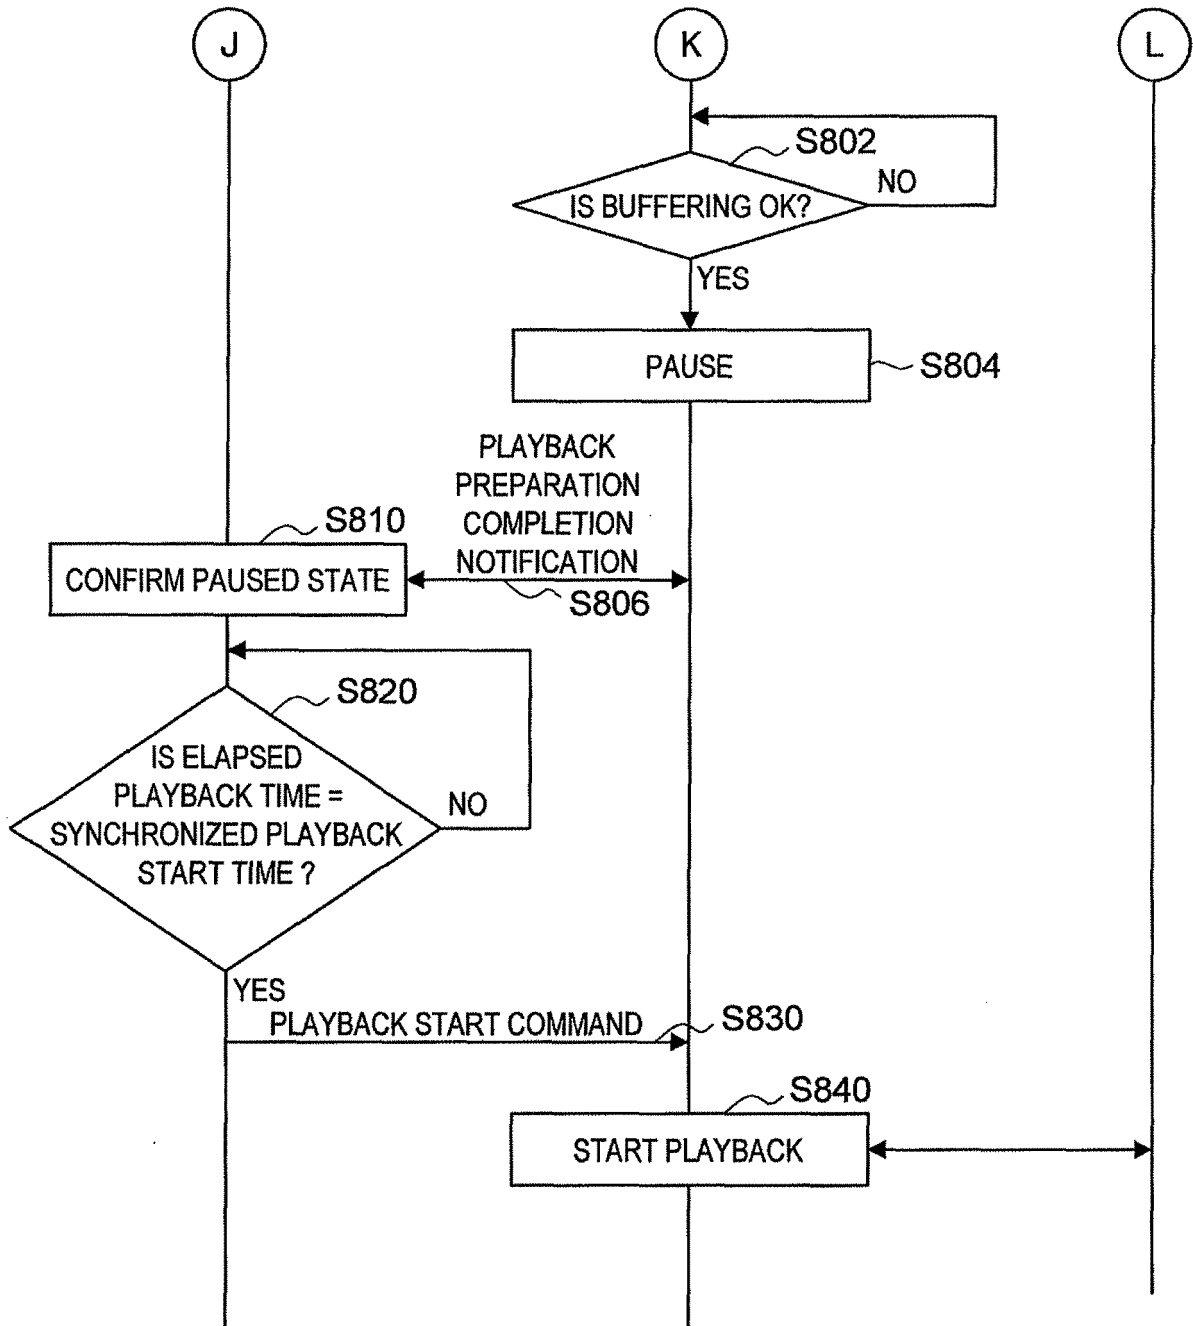 J
K
L
S802
IS BUFFERING OK?
NO
YES
PAUSE
S804
PLAYBACK
PREPARATION
COMPLETION
NOTIFICATION
S810
CONFIRM PAUSED STATE
S806
S820
IS ELAPSED
PLAYBACK TIME =
SYNCHRONIZED PLAYBACK
START TIME ?
NO
YES
PLAYBACK START COMMAND
S830
S840
START PLAYBACK